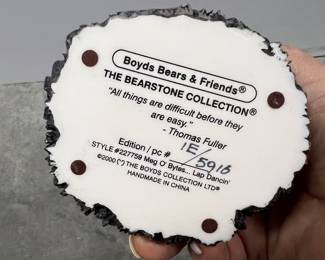 Boyds Bears & Friends®
THE BEARSTONE COLLECTION®
"All things are difficult before they
are easy."
- Thomas Fuller
Edition / pc # 1E/5916
STYLE #227759 Meg O' Bytes... Lap Dancin'
©2000 (") THE BOYDS COLLECTION LTD®
HANDMADE IN CHINA